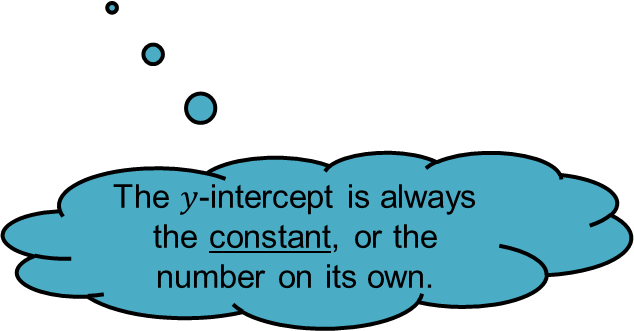 The 𝑦-intercept is always
the constant, or the
number on its own.